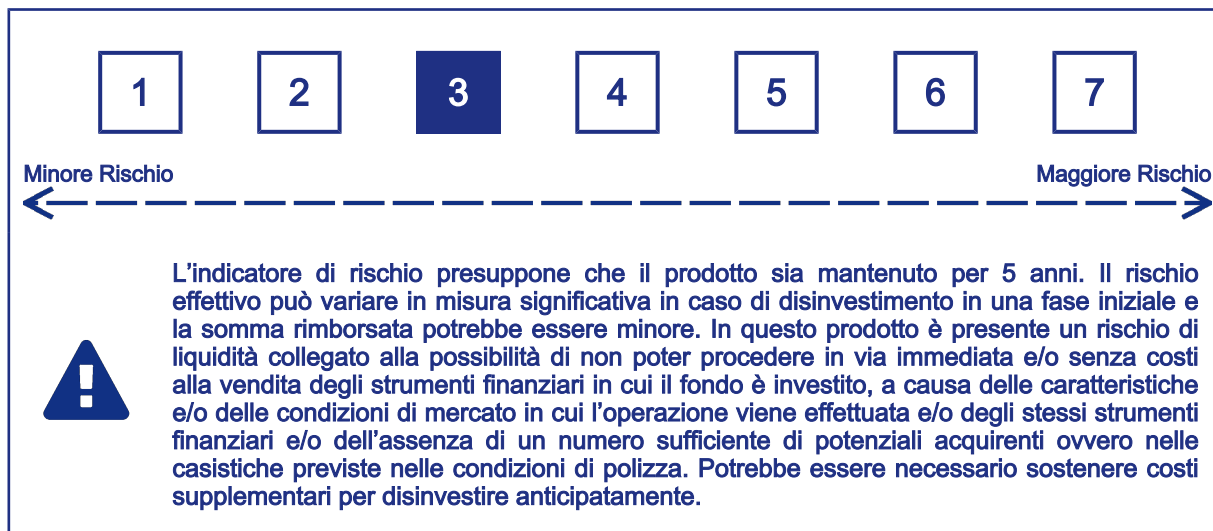 1 2 3 4 5 6 7
Minore Rischio Maggiore Rischio
L'indicatore di rischio presuppone che il prodotto sia mantenuto per 5 anni. Il rischio
effettivo può variare in misura significativa in caso di disinvestimento in una fase iniziale e
la somma rimborsata potrebbe essere minore. In questo prodotto è presente un rischio di
liquidità collegato alla possibilità di non poter procedere in via immediata e/o senza costi
alla vendita degli strumenti finanziari in cui il fondo è investito, a causa delle caratteristiche
e/o delle condizioni di mercato in cui l'operazione viene effettuata e/o degli stessi strumenti
finanziari e/o dell'assenza di un numero sufficiente di potenziali acquirenti ovvero nelle
casistiche previste nelle condizioni di polizza. Potrebbe essere necessario sostenere costi
supplementari per disinvestire anticipatamente.